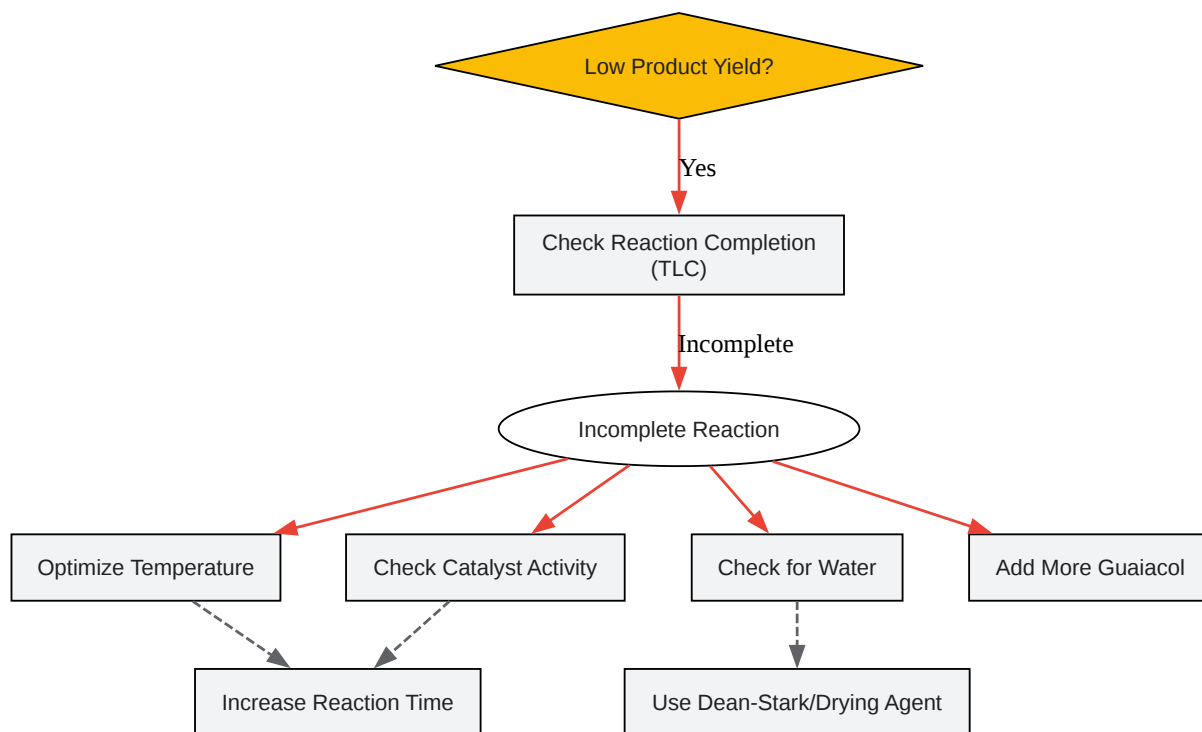 Low Product Yield?
Yes
Check Reaction Completion
(TLC)
Incomplete
Incomplete Reaction
Optimize Temperature
Check Catalyst Activity
Check for Water
Add More Guaiacol
Increase Reaction Time
Use Dean-Stark/Drying Agent